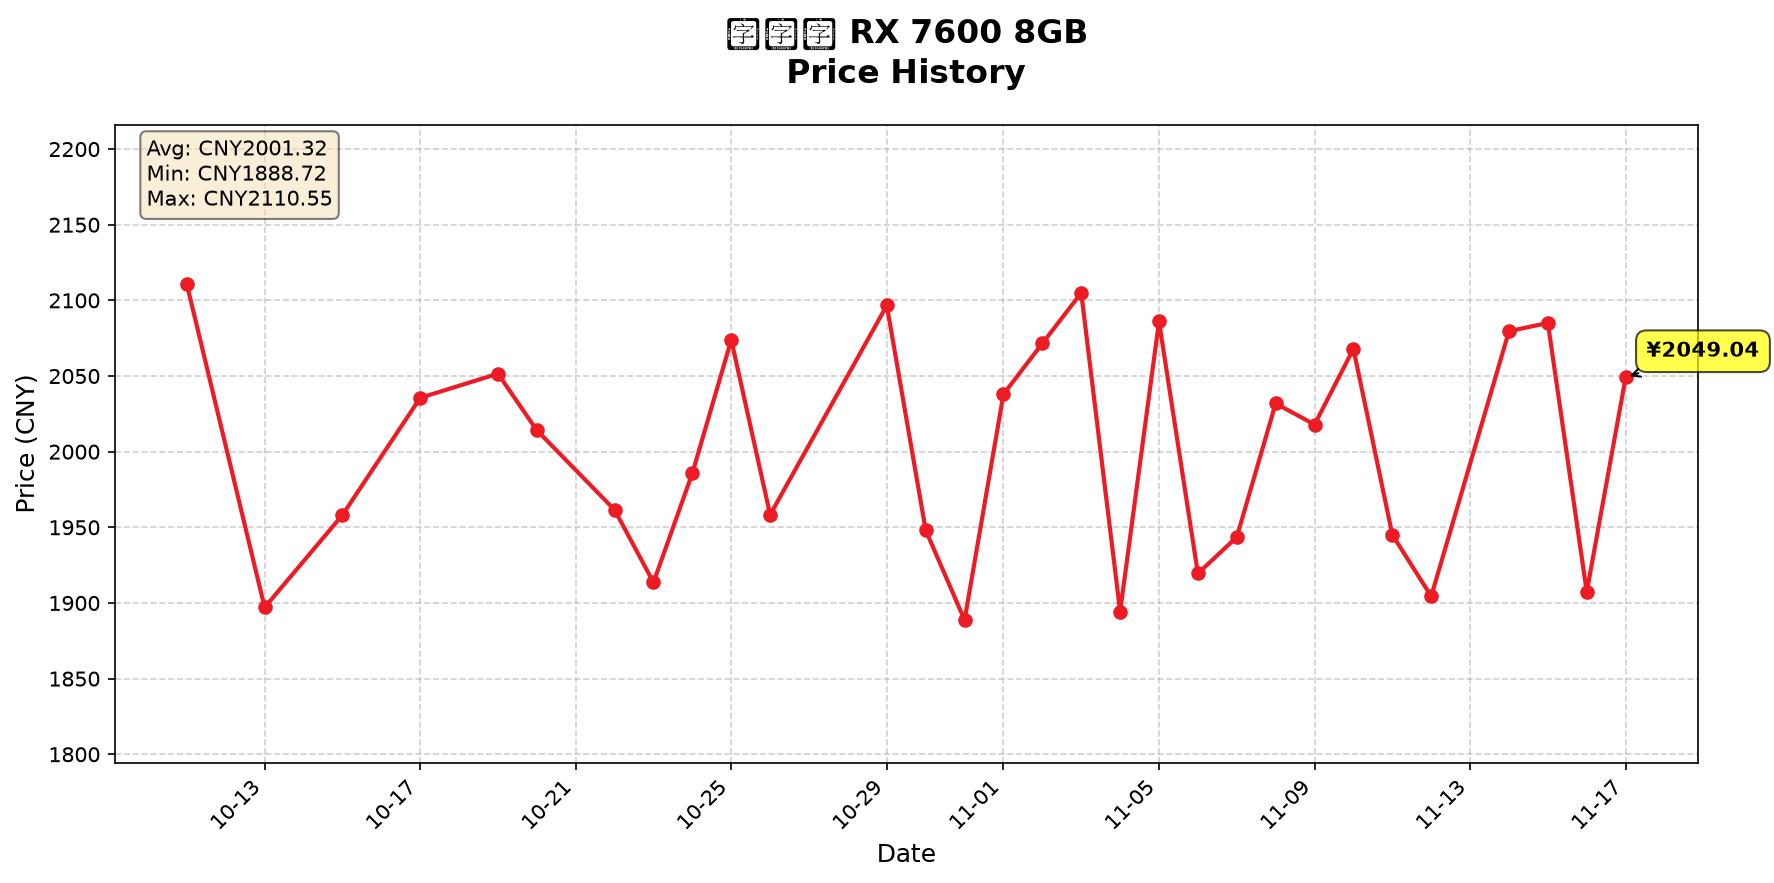 RX 7600 8GB
Price History
Avg: CNY2001.32
Min: CNY1888.72
Max: CNY2110.55
¥2049.04
Price (CNY)
2200
2150
2100
2050
2000
1950
1900
1850
1800
10-13
10-17
10-21
10-25
10-29
11-01
11-05
11-09
11-13
11-17
Date